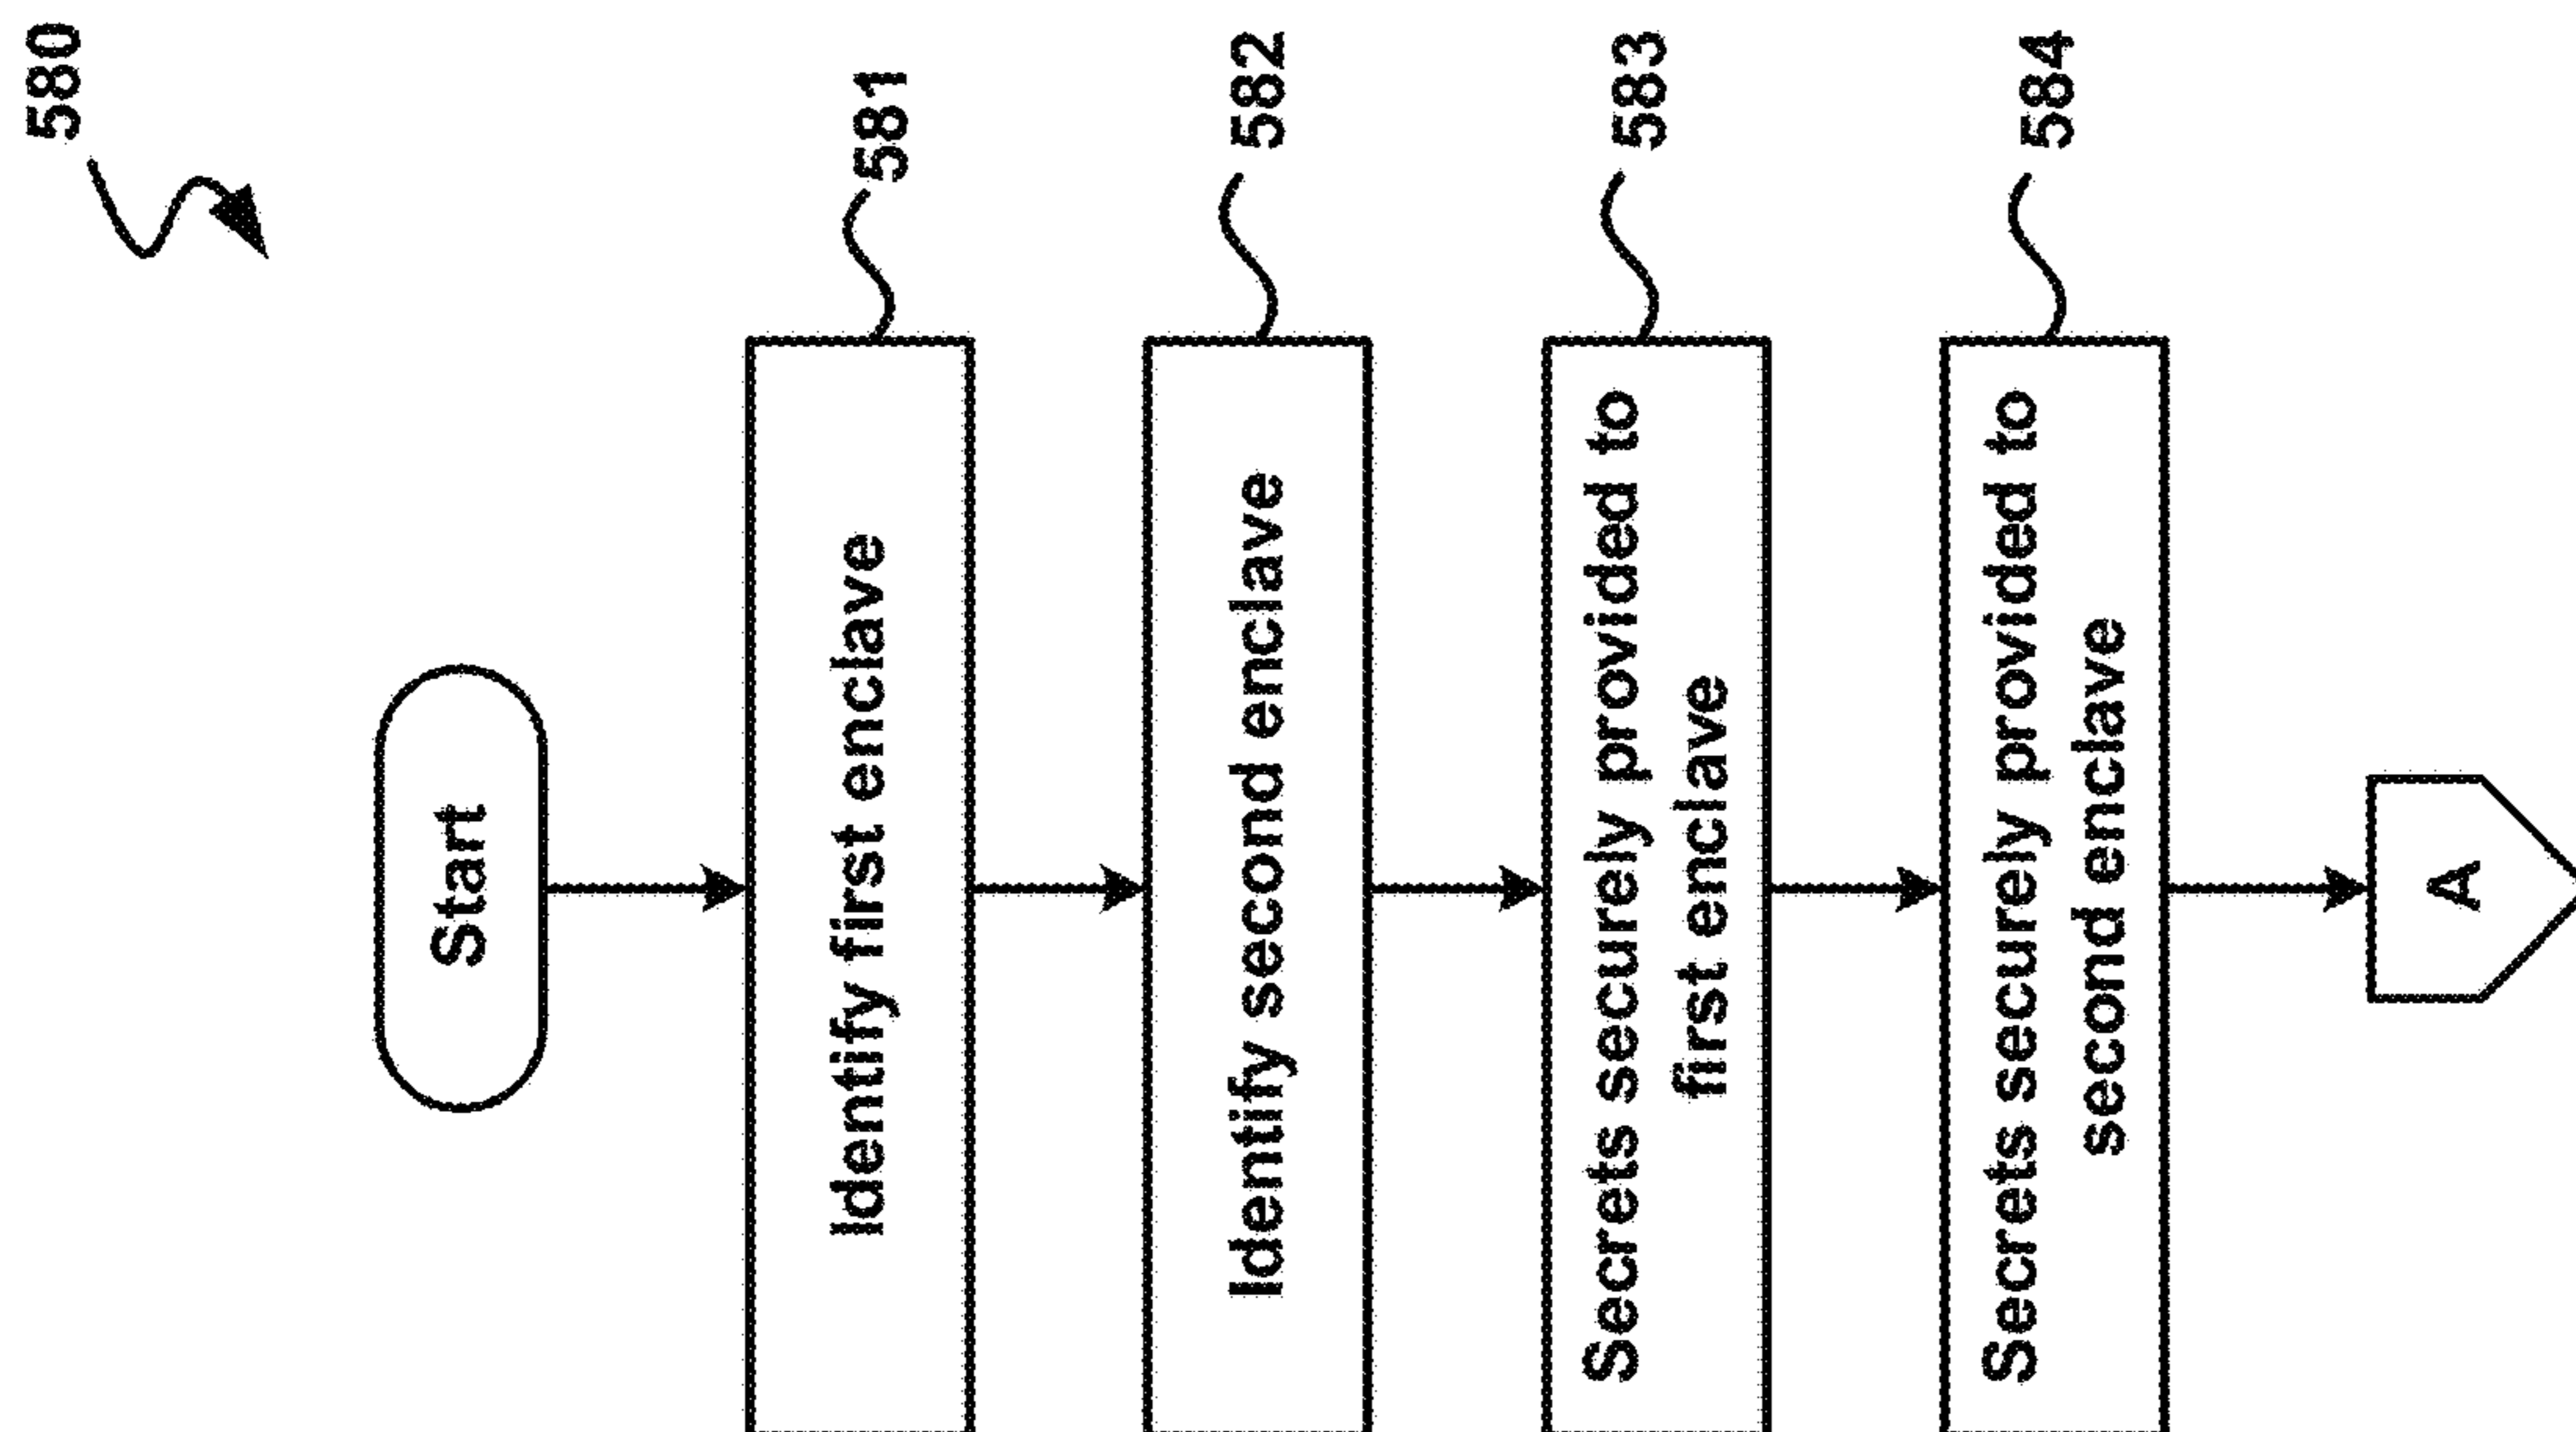 580
Start
Identify first enclave
581
Identify second enclave
582
Secrets securely provided to
first enclave
583
Secrets securely provided to
second enclave
584
A